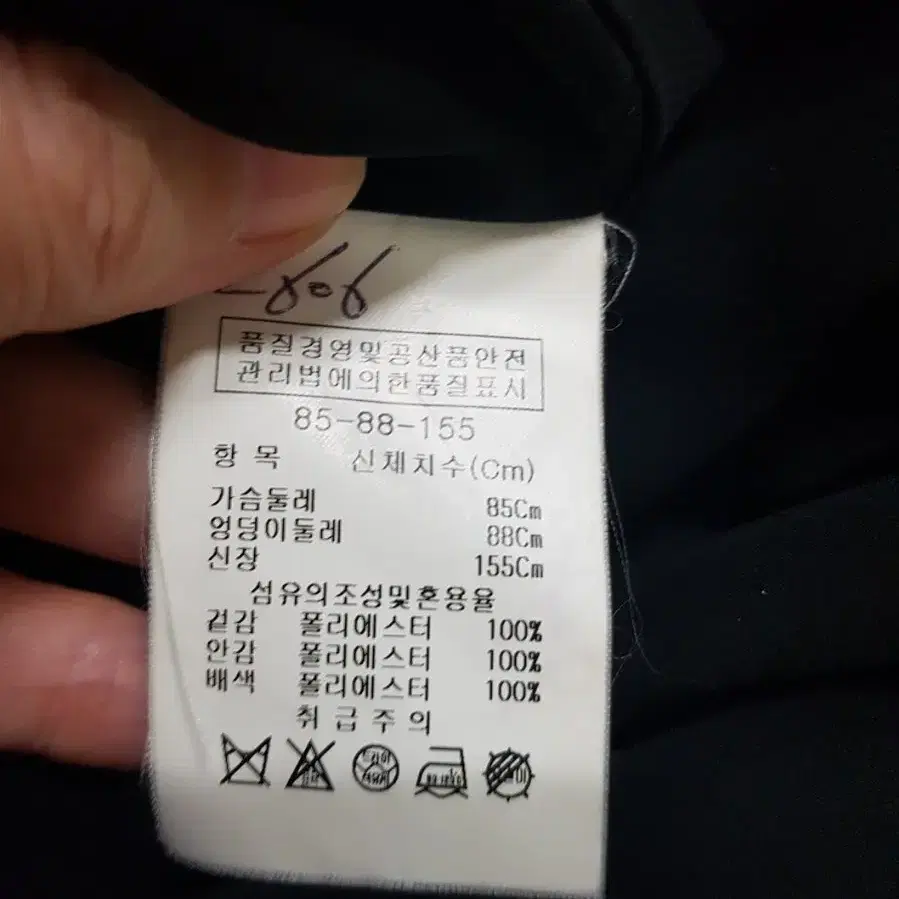 품질경영및공산품안전
관리법에의한품질표시
85-88-155
항 목 신체치수(Cm)
가슴둘레 85Cm
엉덩이둘레 88Cm
신장 155Cm
섬유의조성및혼용율
겉감 폴리에스터 100%
안감 폴리에스터 100%
배색 폴리에스터 100%
취 급 주 의
드라이